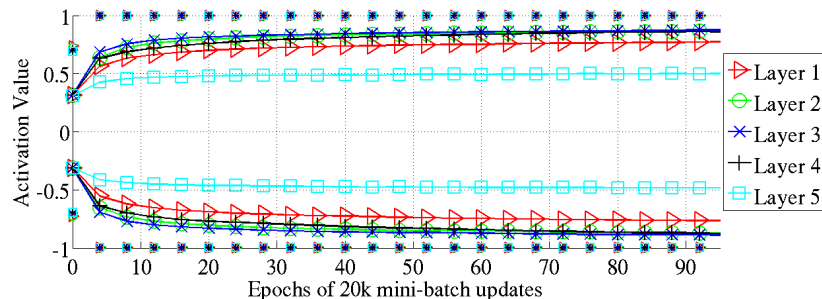 1
0.5
0
-0.5
-1
Activation Value
0 10 20 30 40 50 60 70 80 90
Epochs of 20k mini-batch updates
Layer 1
Layer 2
Layer 3
Layer 4
Layer 5